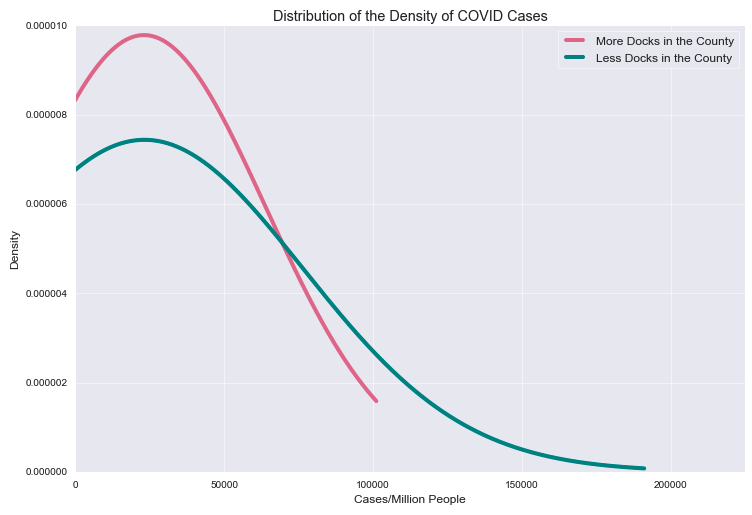 Distribution of the Density of COVID Cases
More Docks in the County
Less Docks in the County
Density
0.000010
0.000008
0.000006
0.000004
0.000002
0.000000
0
50000
100000
150000
200000
Cases/Million People